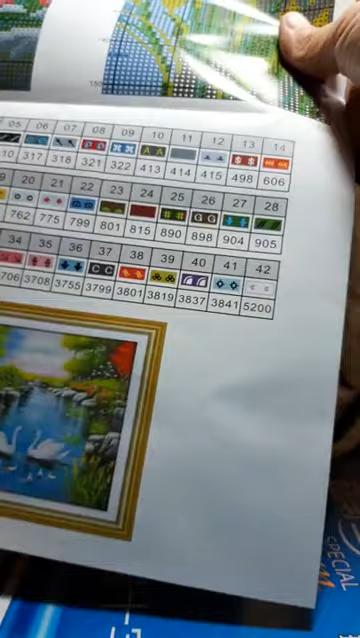 05 06 07 08 09 10 11 12 13 14
10 317 318 321 322 413 414 415 498 606
20 21 22 23 24 25 26 27 28
762 775 799 801 815 890 898 904 905
34 35 36 37 38 39 40 41 42
3706 3708 3755 3799 3801 3819 3837 3841 5200
SPECIAL